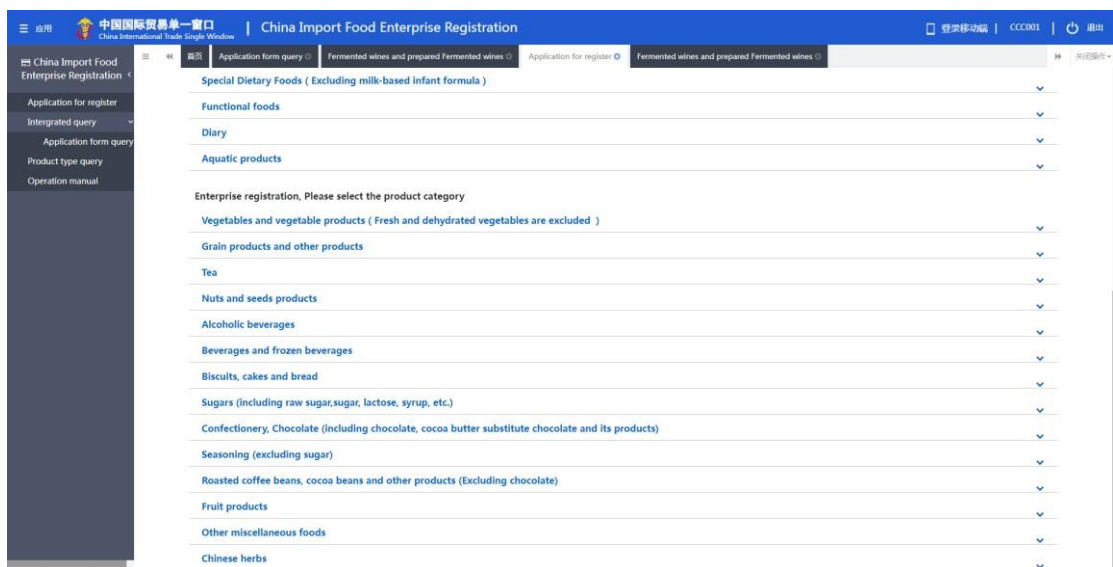 应用
中国国际贸易单一窗口
China International Trade Single Window
China Import Food Enterprise Registration
登录移动端
CCC001
退出
China Import Food
Enterprise Registration
首页
Application form query
Fermented wines and prepared Fermented wines
Application for register
Fermented wines and prepared Fermented wines
关闭操作
Application for register
Intergrated query
Application form query
Product type query
Operation manual
Special Dietary Foods ( Excluding milk-based infant formula )
Functional foods
Diary
Aquatic products
Enterprise registration, Please select the product category
Vegetables and vegetable products ( Fresh and dehydrated vegetables are excluded )
Grain products and other products
Tea
Nuts and seeds products
Alcoholic beverages
Beverages and frozen beverages
Biscuits, cakes and bread
Sugars (including raw sugar,sugar, lactose, syrup, etc.)
Confectionery, Chocolate (including chocolate, cocoa butter substitute chocolate and its products)
Seasoning (excluding sugar)
Roasted coffee beans, cocoa beans and other products (Excluding chocolate)
Fruit products
Other miscellaneous foods
Chinese herbs